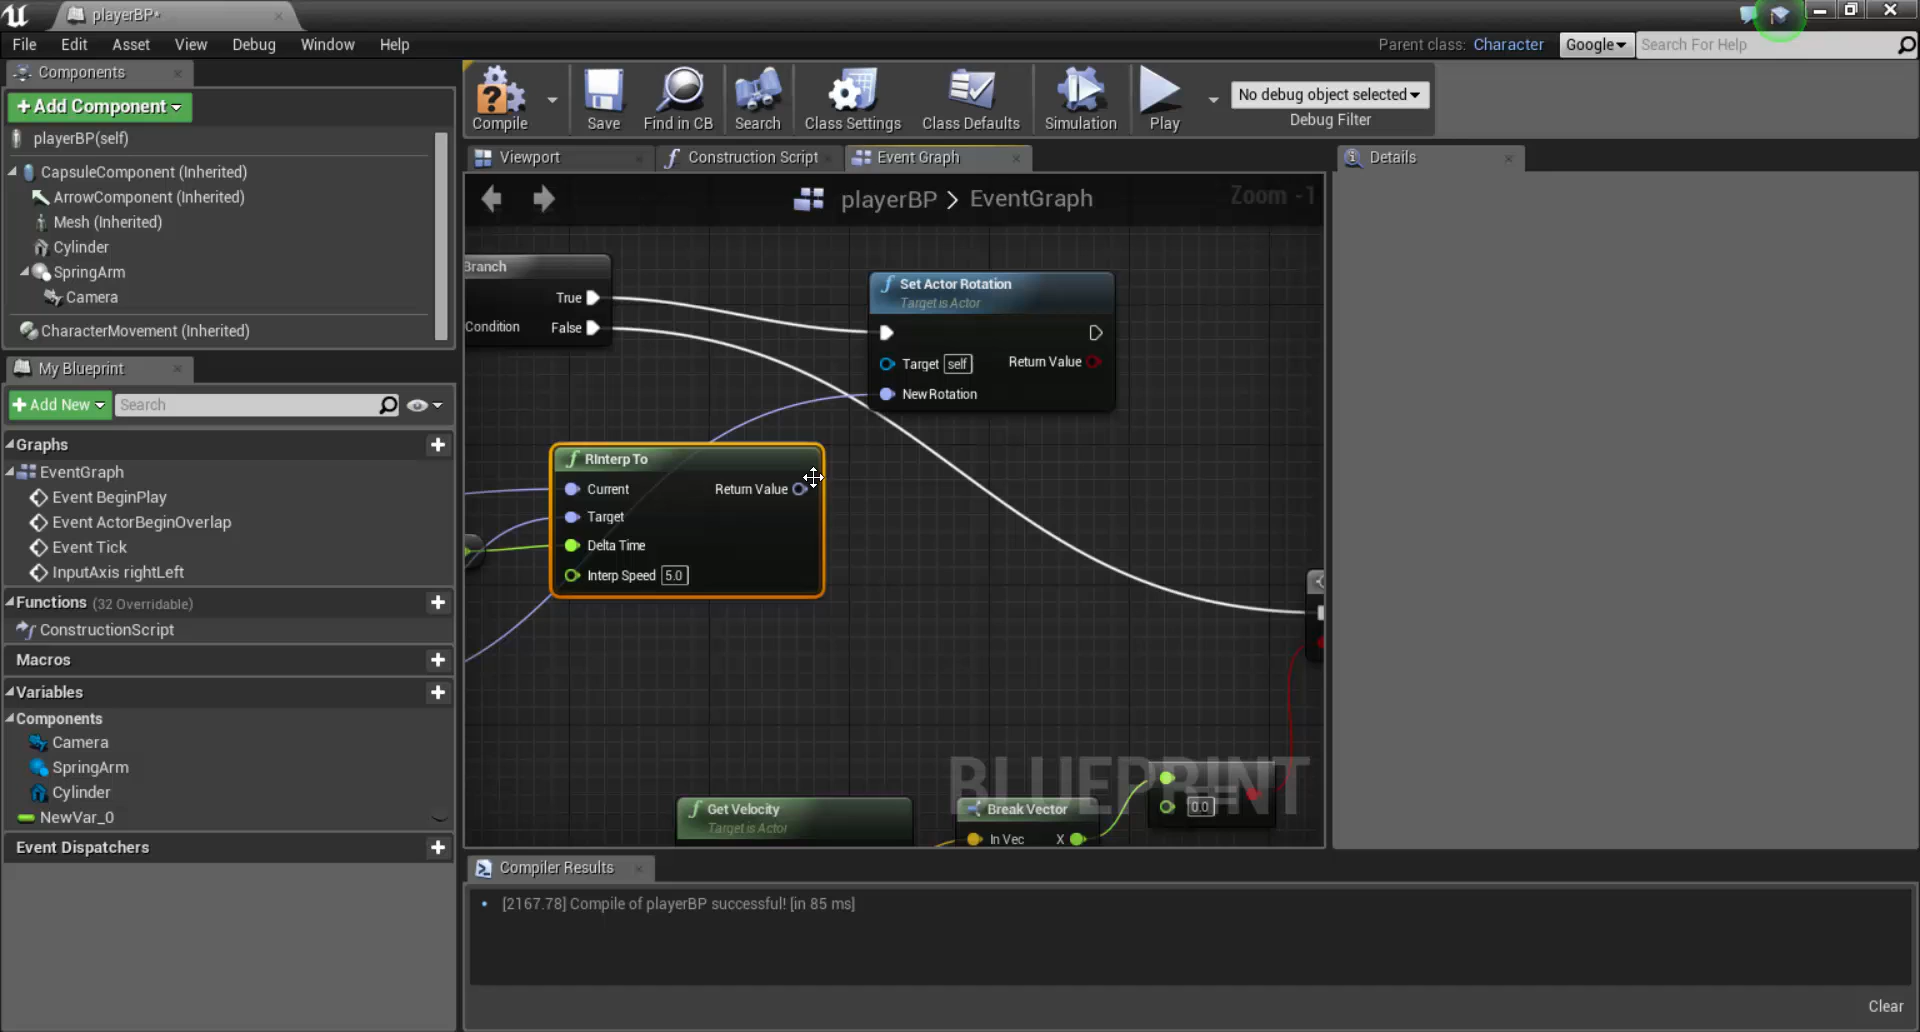 playerBP*
File Edit Asset View Debug Window Help
Parent class: Character
Google
Search For Help
Components
+Add Component
playerBP(self)
CapsuleComponent (Inherited)
ArrowComponent (Inherited)
Mesh (Inherited)
Cylinder
SpringArm
Camera
CharacterMovement (Inherited)
My Blueprint
+Add New
Search
Graphs
EventGraph
Event BeginPlay
Event ActorBeginOverlap
Event Tick
InputAxis rightLeft
Functions (32 Overridable)
ConstructionScript
Macros
Variables
Components
Camera
SpringArm
Cylinder
NewVar_0
Event Dispatchers
Compile
Save
Find in CB
Search
Class Settings
Class Defaults
Simulation
Play
No debug object selected
Debug Filter
Viewport
Construction Script
Event Graph
Details
playerBP > EventGraph
Zoom -1
Branch
True
Condition
False
Set Actor Rotation
Target is Actor
Target self
Return Value
New Rotation
RInterp To
Current
Return Value
Target
Delta Time
Interp Speed 5.0
BLUEPRINT
Get Velocity
Target is Actor
Break Vector
In Vec
X
0.0
Compiler Results
• [2167.78] Compile of playerBP successful! [in 85 ms]
Clear